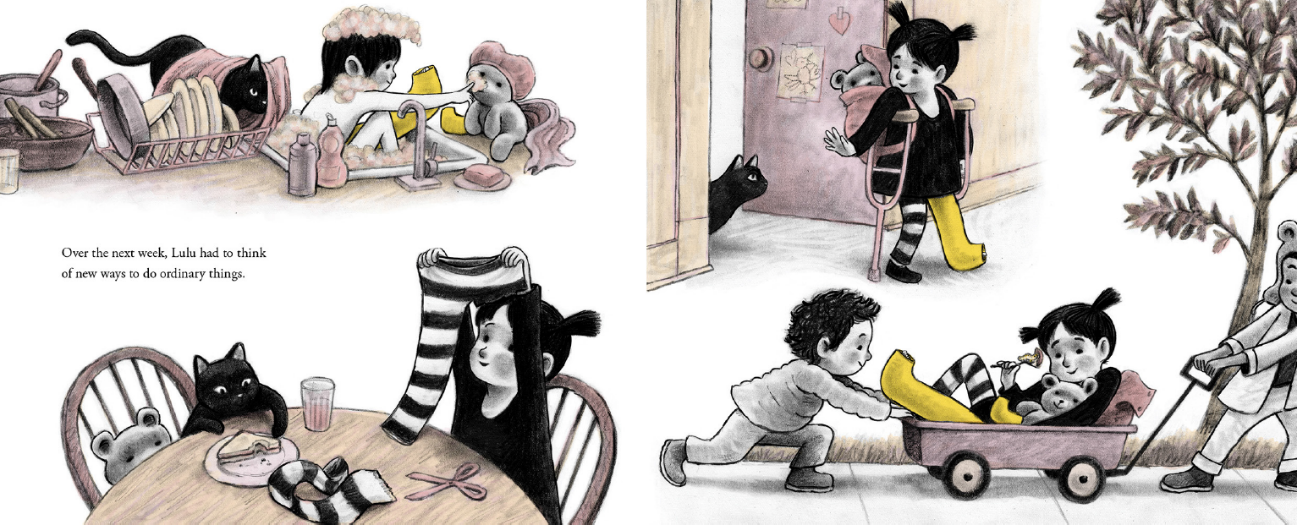 Over the next week, Lulu had to think
of new ways to do ordinary things.